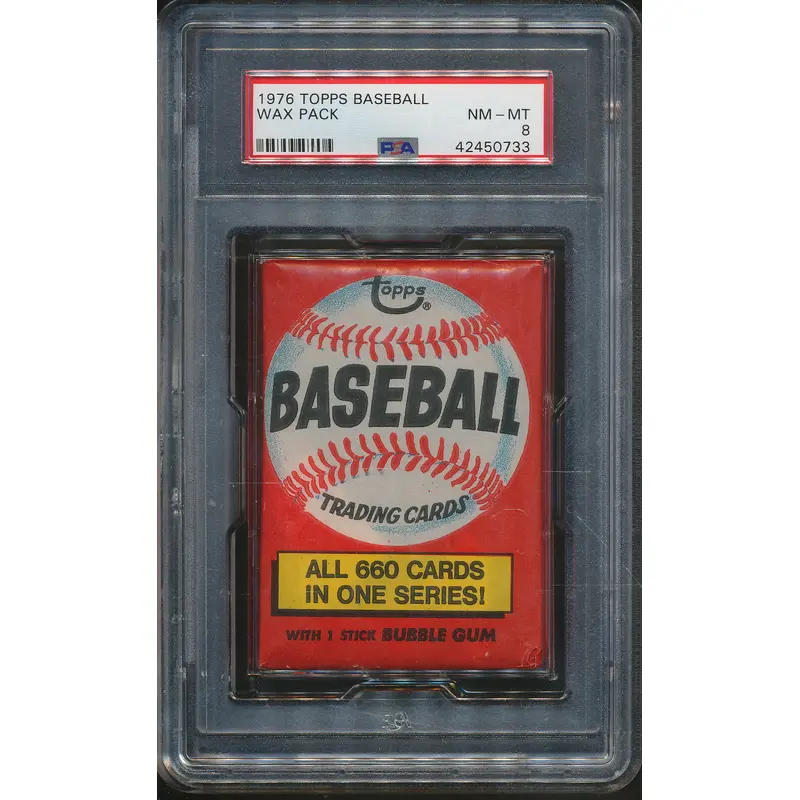 1976 TOPPS BASEBALL
WAX PACK
NM – MT
8
PSA
42450733
Topps®
BASEBALL
TRADING CARDS
ALL 660 CARDS
IN ONE SERIES!
WITH 1 STICK BUBBLE GUM